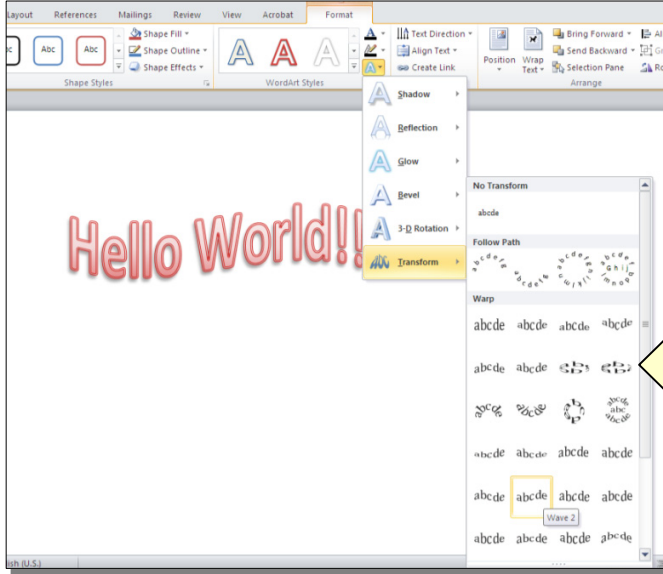 Layout References Mailings Review View Acrobat Format
Abc Abc Shape Fill Shape Outline Shape Effects
Shape Styles
A A A
WordArt Styles
Text Direction
Align Text
Create Link
Position Wrap Text
Bring Forward
Send Backward
Selection Pane
Arrange
Shadow
Reflection
Glow
Bevel
3-D Rotation
Transform
Hello World!!
No Transform
abcde
Follow Path
Warp
abcde abcde abcde abcde
abcde abcde
abcde abcde
abcde abcde abcde abcde
abcde abcde abcde abcde
Wave 2
abcde abcde abcde abcde
ish (U.S.)